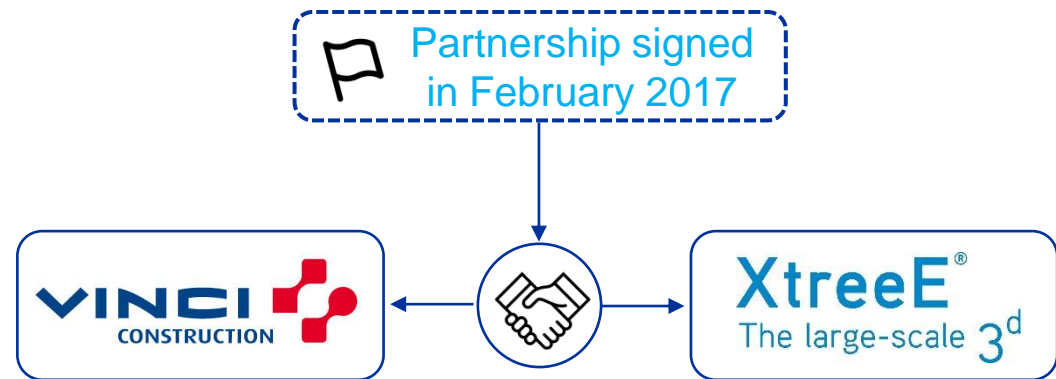 Partnership signed
in February 2017
VINCI
CONSTRUCTION
XtreeE®
The large-scale 3d